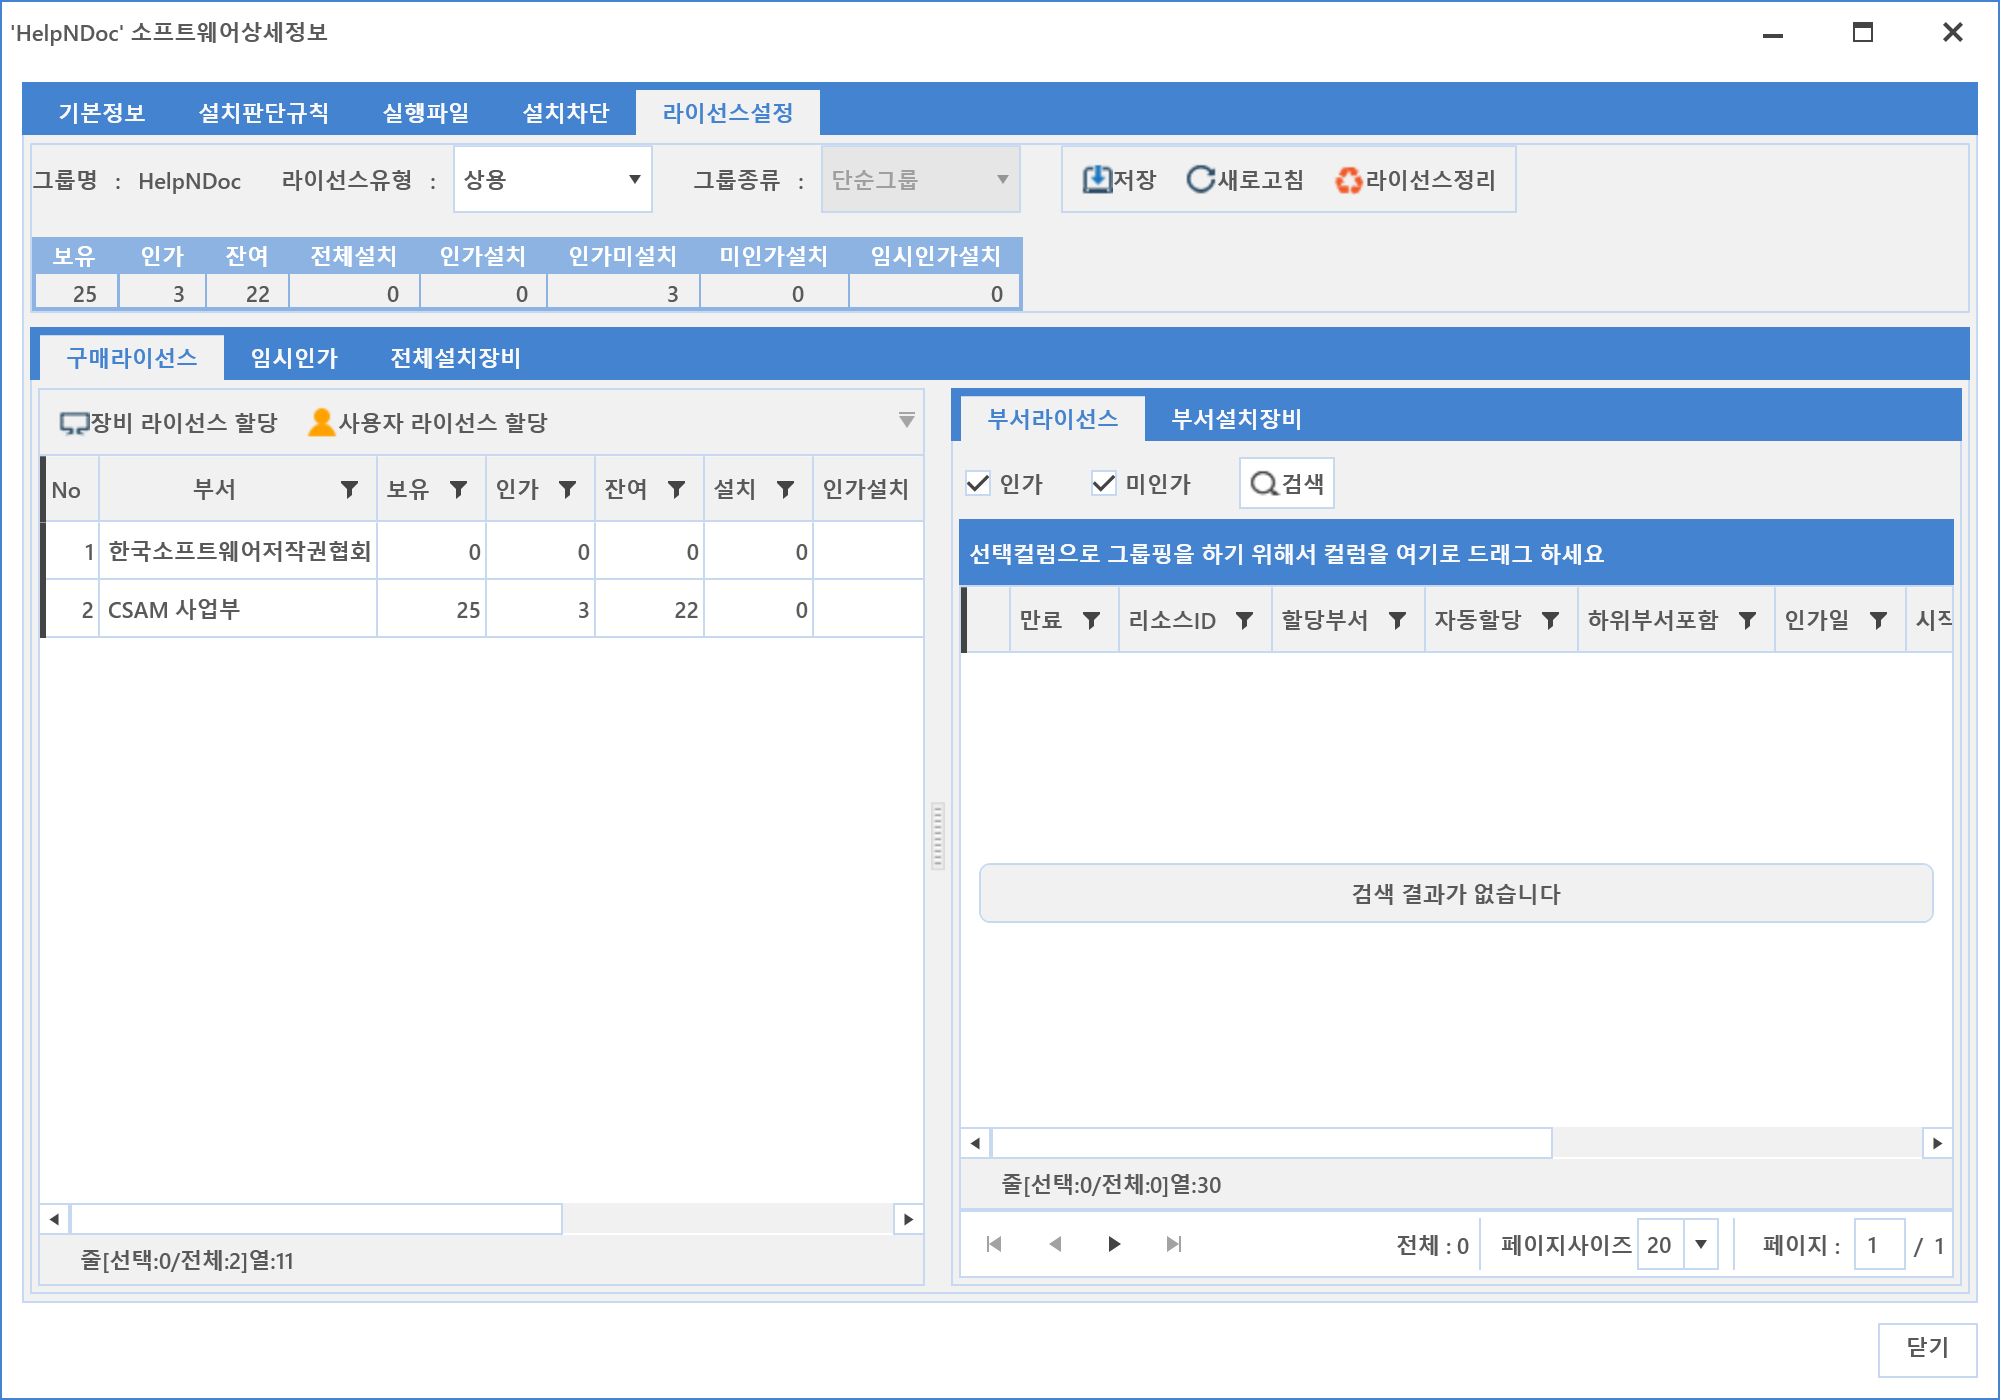 'HelpNDoc' 소프트웨어상세정보
기본정보 설치판단규칙 실행파일 설치차단 라이선스설정
그룹명 : HelpNDoc 라이선스유형 : 상용 그룹종류 : 단순그룹 저장 새로고침 라이선스정리
보유 인가 잔여 전체설치 인가설치 인가미설치 미인가설치 임시인가설치
25 3 22 0 0 3 0 0
구매라이선스 임시인가 전체설치장비
장비 라이선스 할당 사용자 라이선스 할당
No 부서 보유 인가 잔여 설치 인가설치
1 한국소프트웨어저작권협회 0 0 0 0
2 CSAM 사업부 25 3 22 0
줄[선택:0/전체:2]열:11
부서라이선스 부서설치장비
인가 미인가 검색
선택컬럼으로 그룹핑을 하기 위해서 컬럼을 여기로 드래그 하세요
만료 리소스ID 할당부서 자동할당 하위부서포함 인가일 시작
검색 결과가 없습니다
줄[선택:0/전체:0]열:30
전체 : 0 페이지사이즈 20 페이지 : 1 / 1
닫기